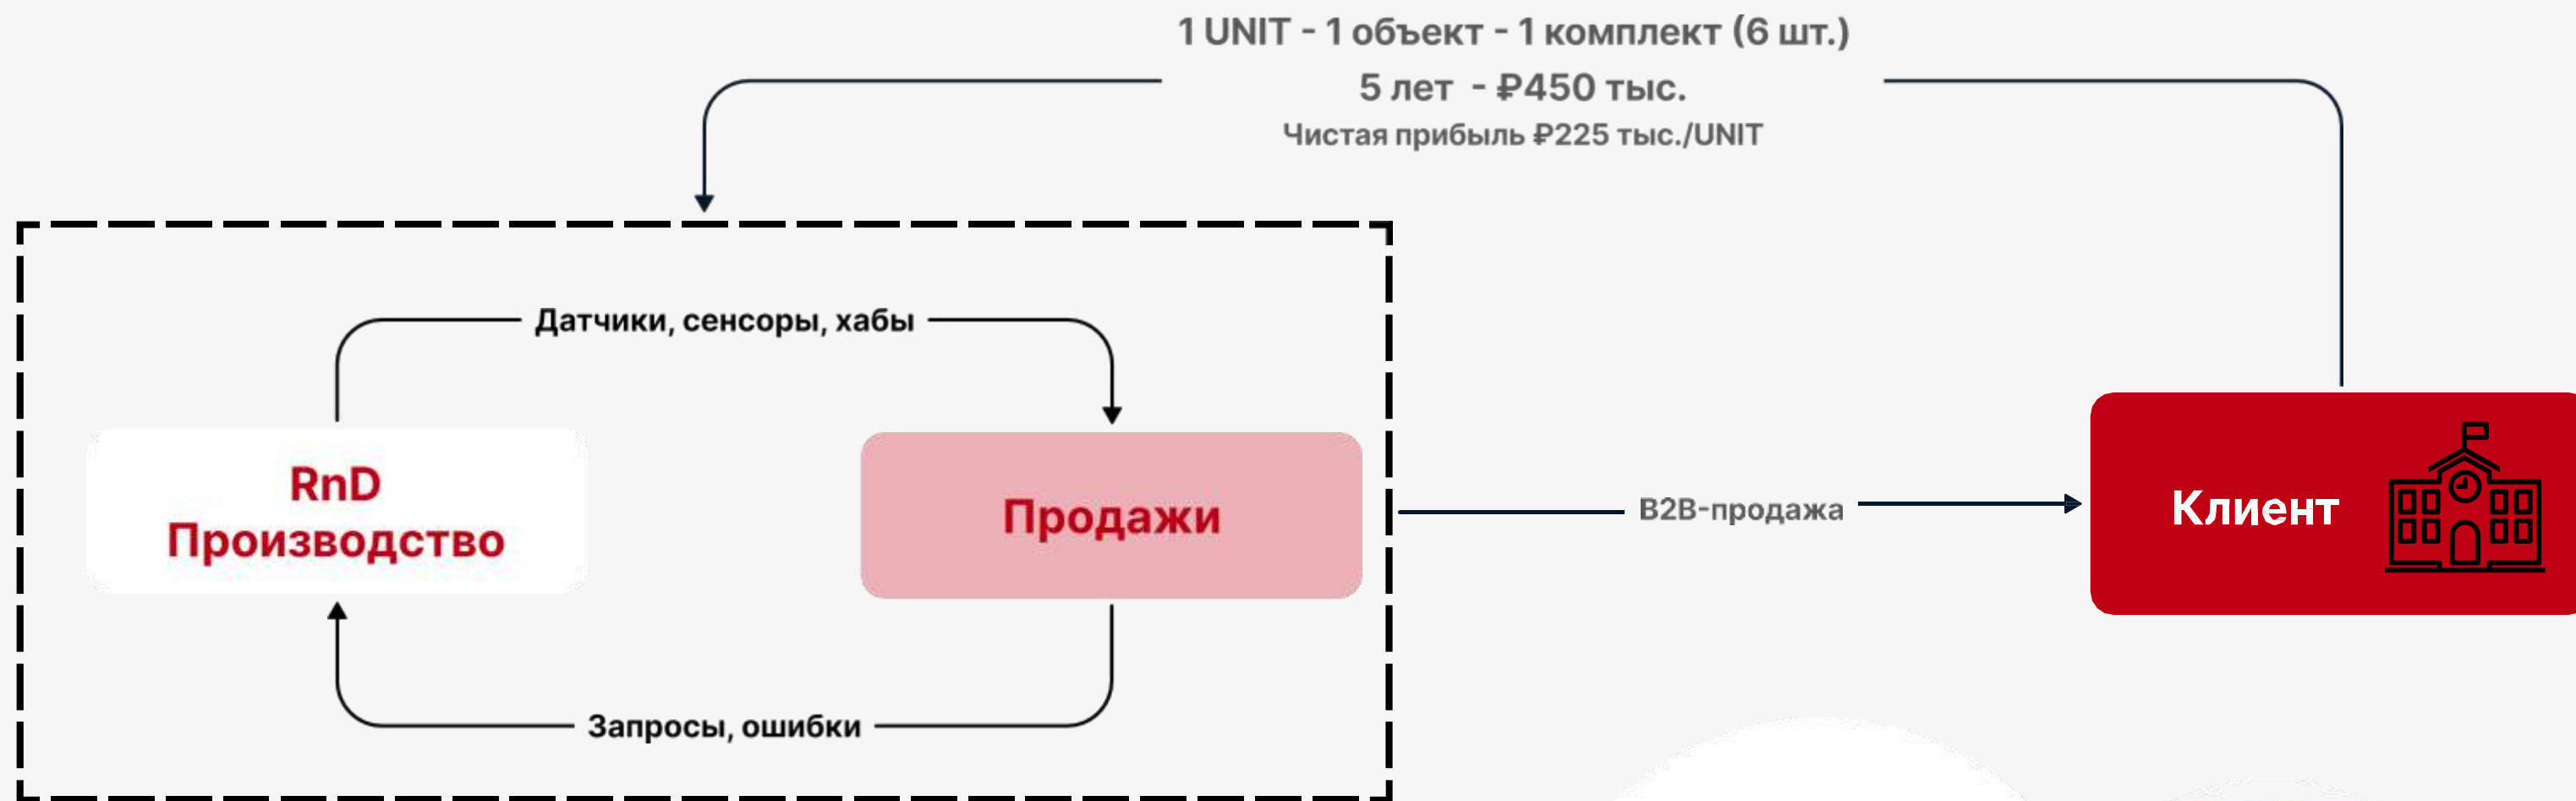 1 UNIT - 1 объект - 1 комплект (6 шт.)
5 лет - ₽450 тыс.
Чистая прибыль ₽225 тыс./UNIT
Датчики, сенсоры, хабы
RnD
Производство
Продажи
B2B-продажа
Клиент
Запросы, ошибки